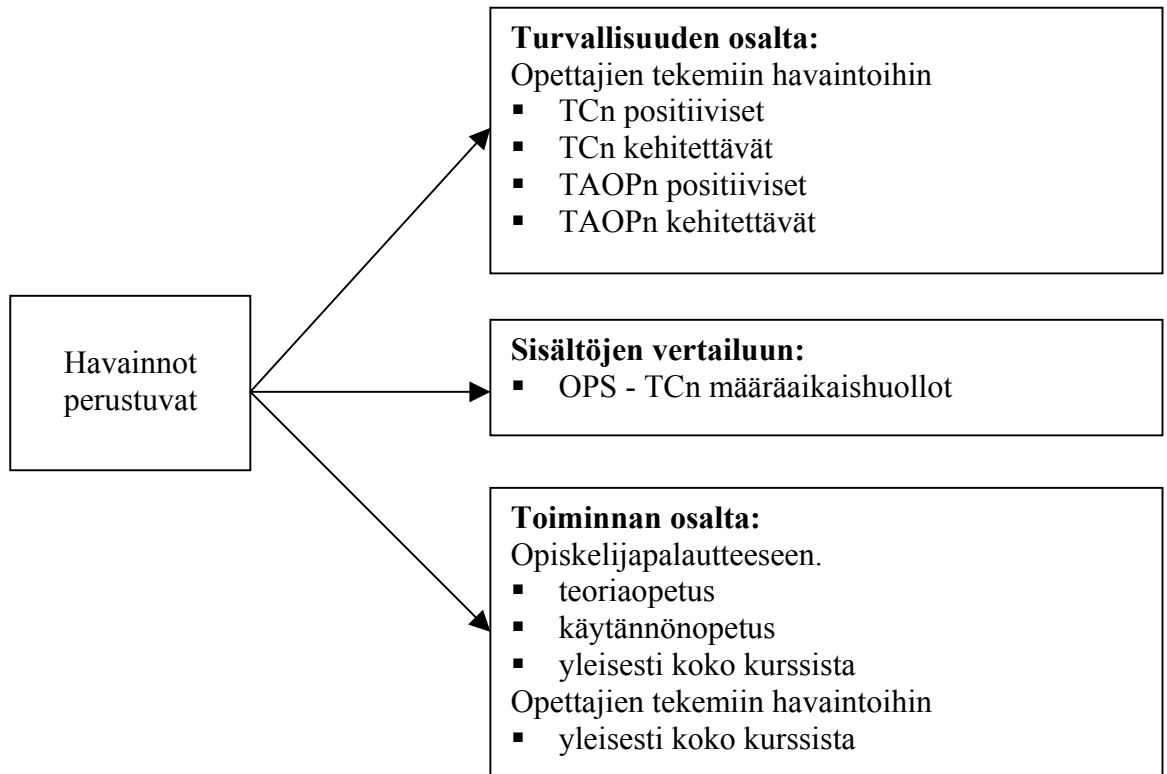 Havainnot
perustuvat
Turvallisuuden osalta:
Opettajien tekemiin havaintoihin
▪ TCn positiiviset
▪ TCn kehitettävät
▪ TAOPn positiiviset
▪ TAOPn kehitettävät
Sisältöjen vertailuun:
▪ OPS - TCn määräaikaishuollot
Toiminnan osalta:
Opiskelijapalautteeseen.
▪ teoriaopetus
▪ käytännönopetus
▪ yleisesti koko kurssista
Opettajien tekemiin havaintoihin
▪ yleisesti koko kurssista